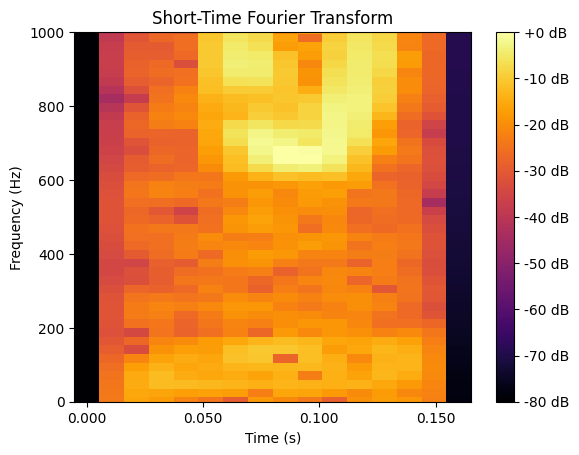 Short-Time Fourier Transform
Frequency (Hz)
1000
800
600
400
200
0
0.000
0.050
0.100
0.150
Time (s)
+0 dB
-10 dB
-20 dB
-30 dB
-40 dB
-50 dB
-60 dB
-70 dB
-80 dB